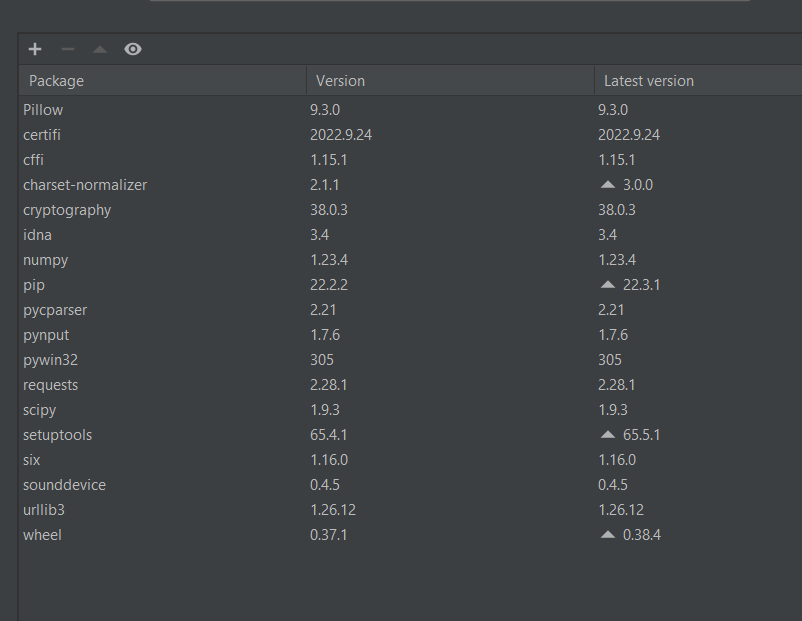 Package Version Latest version
Pillow 9.3.0 9.3.0
certifi 2022.9.24 2022.9.24
cffi 1.15.1 1.15.1
charset-normalizer 2.1.1 3.0.0
cryptography 38.0.3 38.0.3
idna 3.4 3.4
numpy 1.23.4 1.23.4
pip 22.2.2 22.3.1
pycparser 2.21 2.21
pynput 1.7.6 1.7.6
pywin32 305 305
requests 2.28.1 2.28.1
scipy 1.9.3 1.9.3
setuptools 65.4.1 65.5.1
six 1.16.0 1.16.0
sounddevice 0.4.5 0.4.5
urllib3 1.26.12 1.26.12
wheel 0.37.1 0.38.4